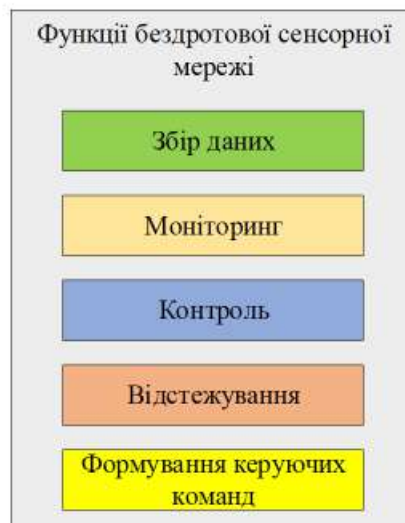 Функції бездротової сенсорної
мережі
Збір даних
Моніторинг
Контроль
Відстежування
Формування керуючих
команд